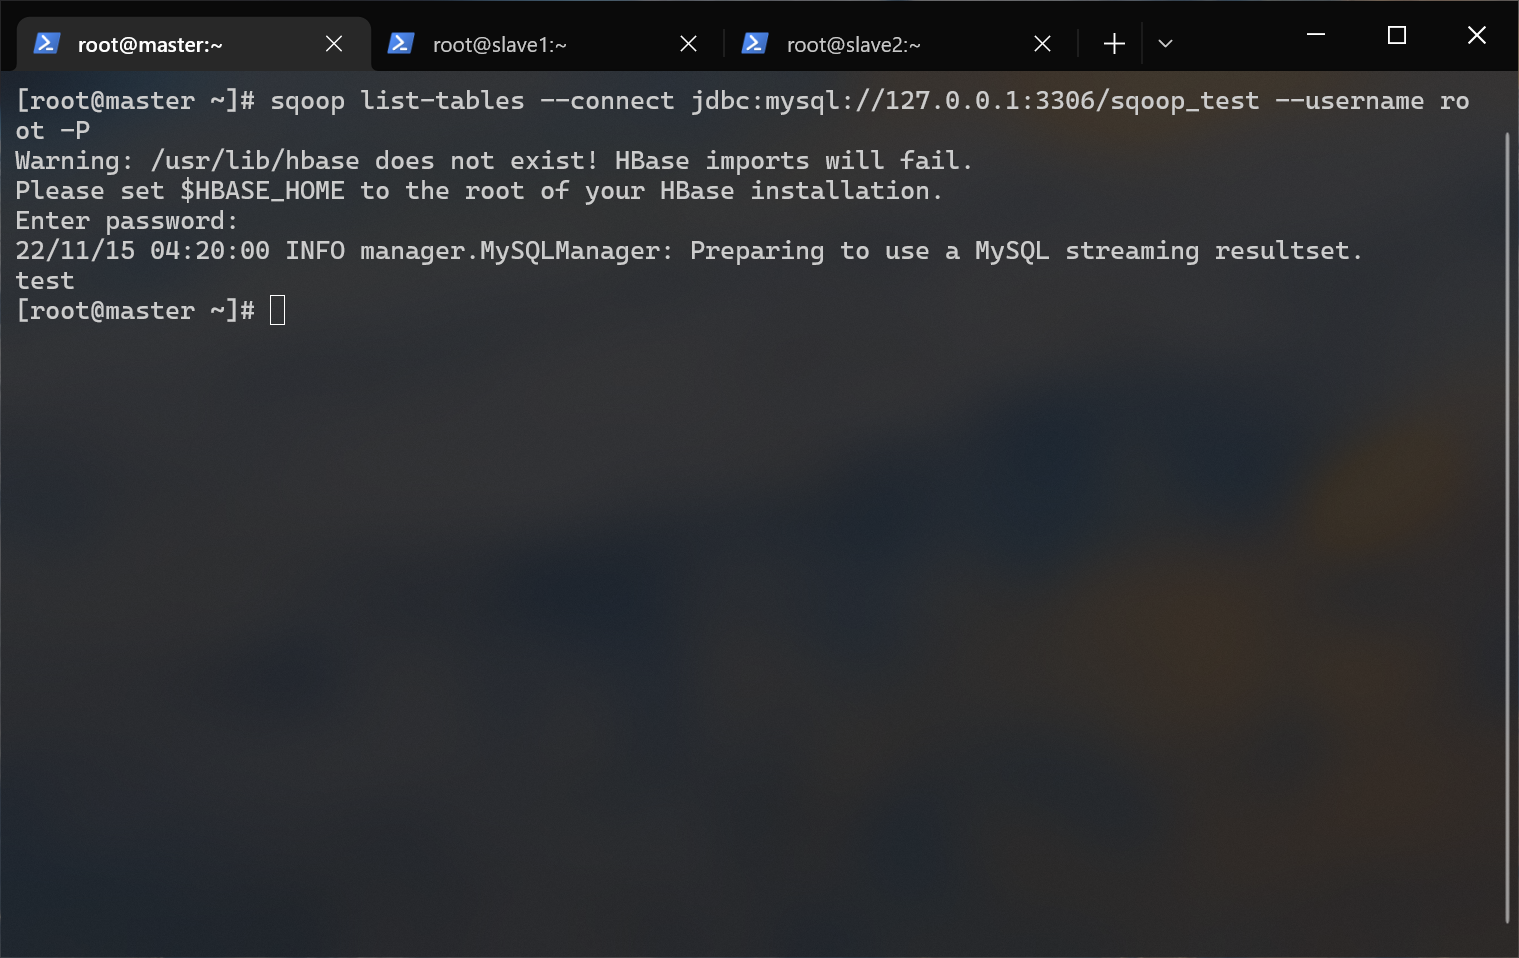 root@master:~
root@slave1:~
root@slave2:~
[root@master ~]# sqoop list-tables --connect jdbc:mysql://127.0.0.1:3306/sqoop_test --username ro
ot -P
Warning: /usr/lib/hbase does not exist! HBase imports will fail.
Please set $HBASE_HOME to the root of your HBase installation.
Enter password:
22/11/15 04:20:00 INFO manager.MySQLManager: Preparing to use a MySQL streaming resultset.
test
[root@master ~]#